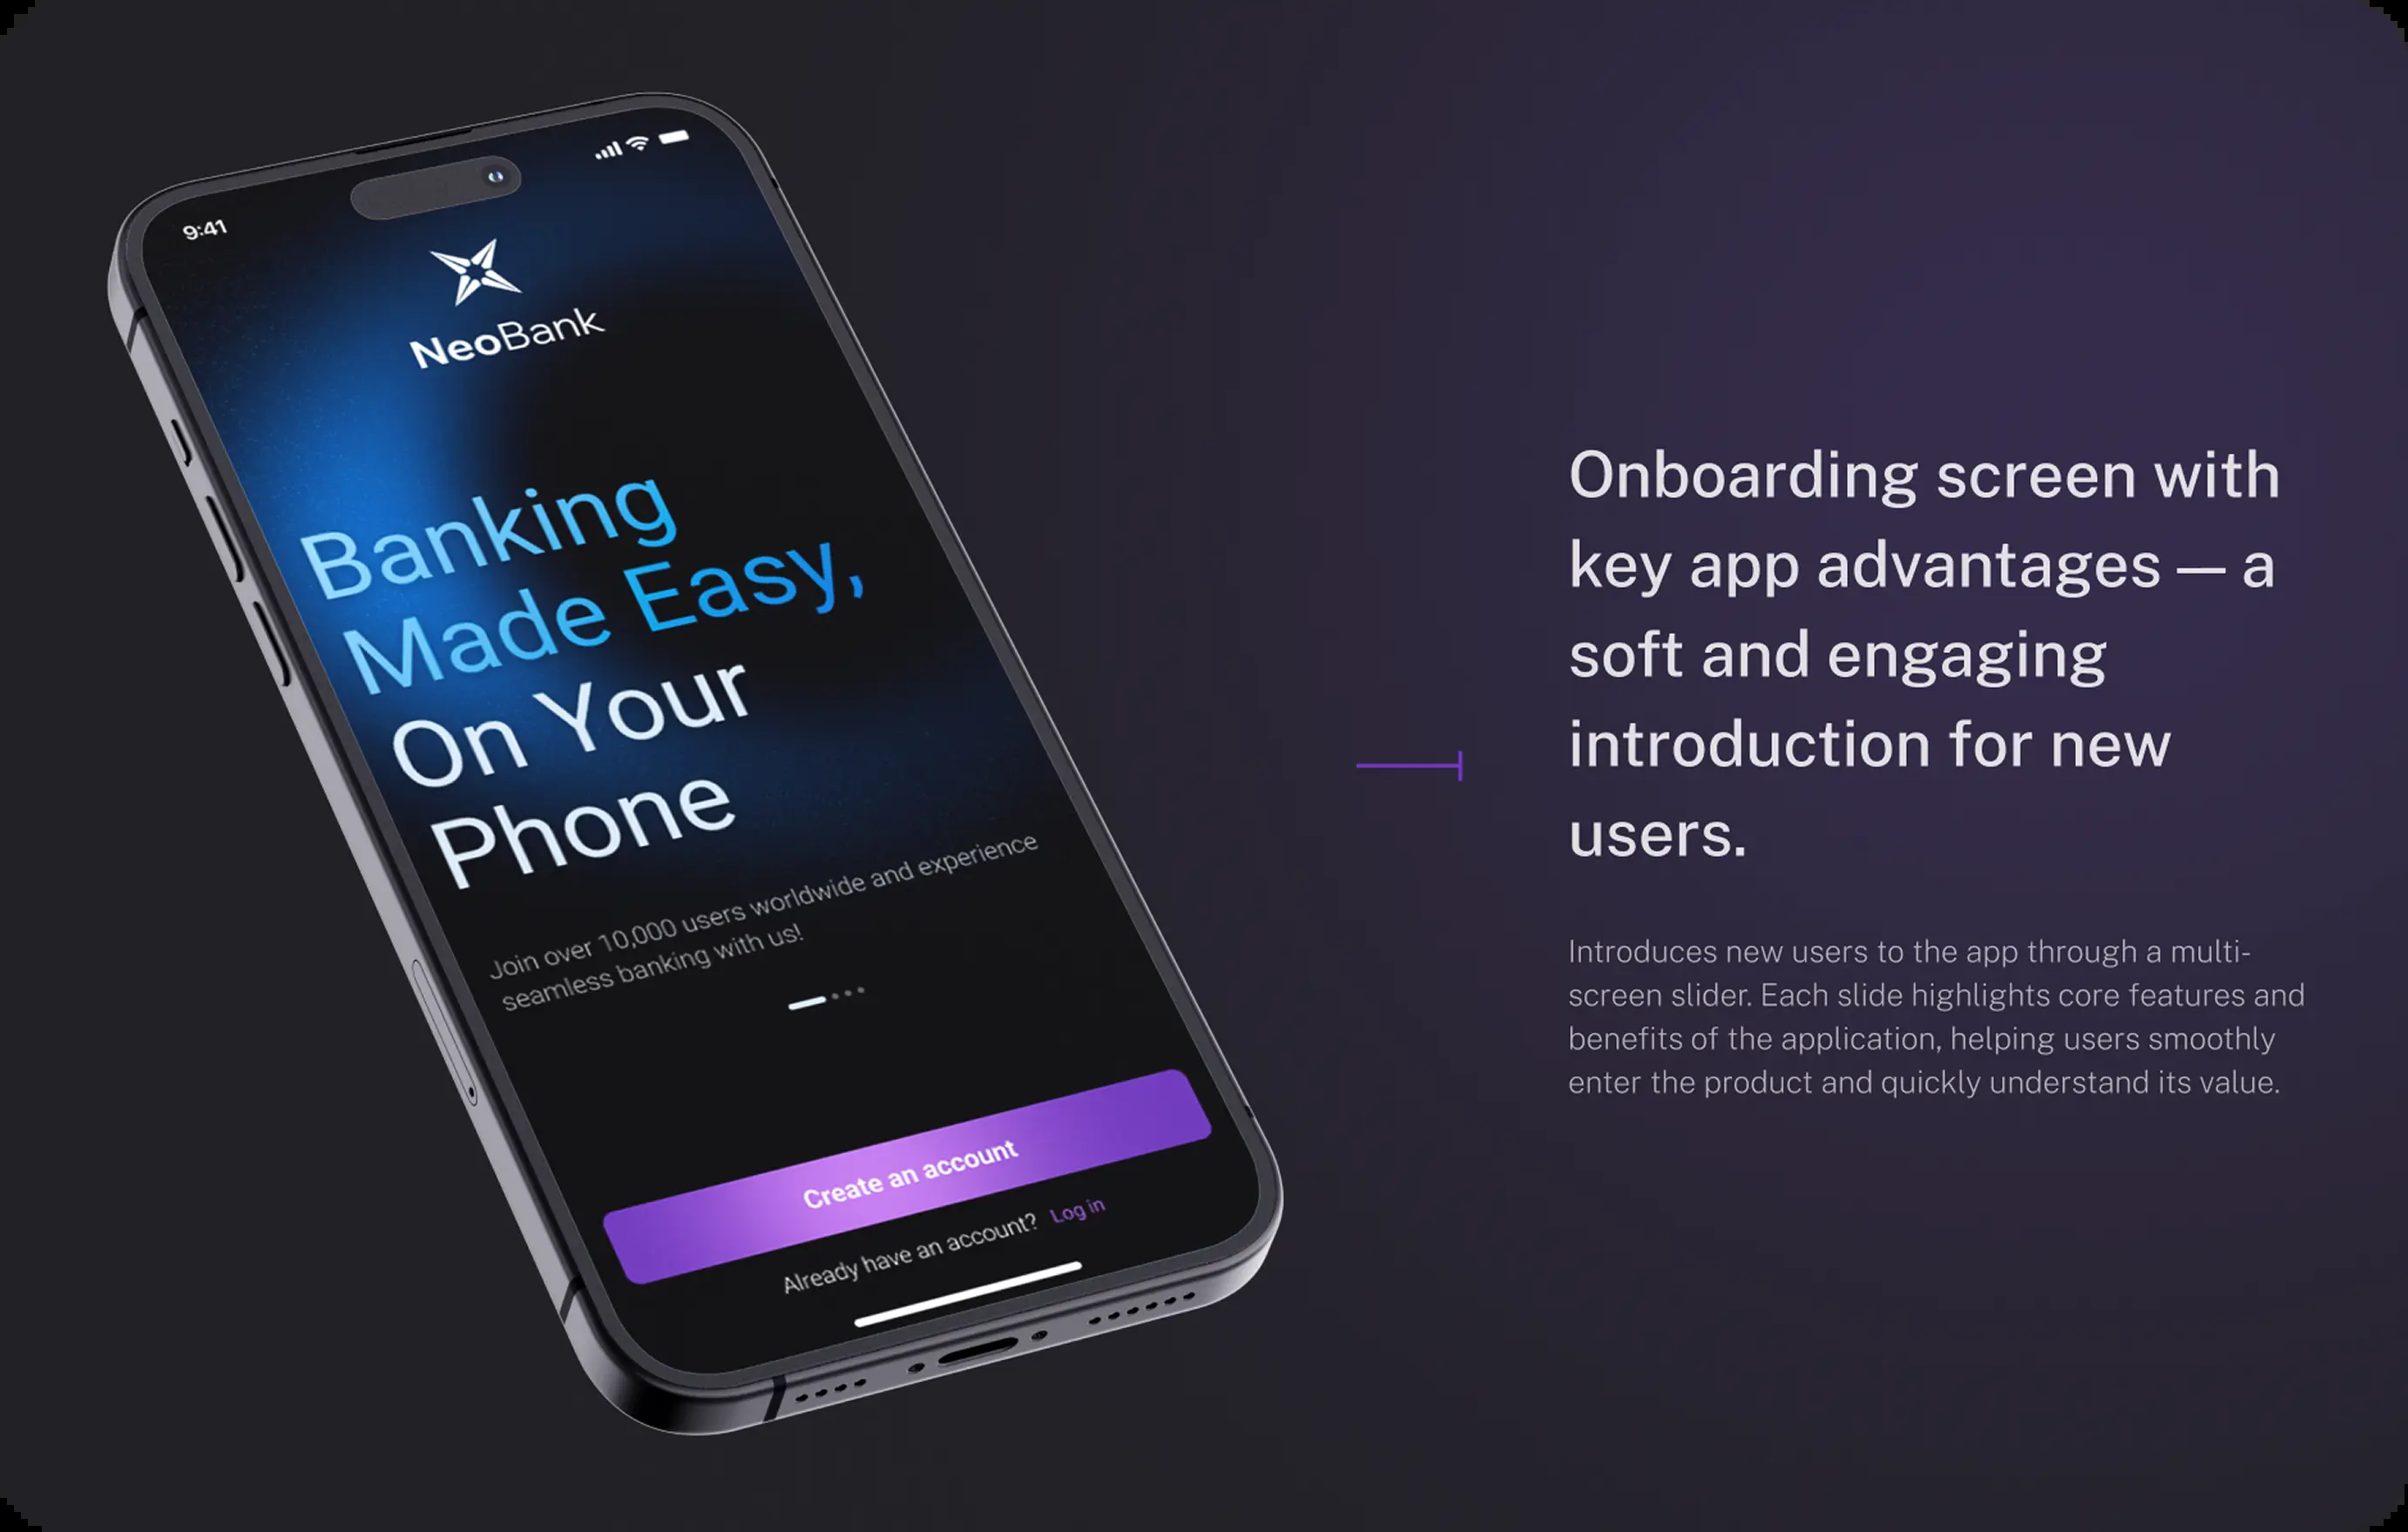 9:41
NeoBank
Banking
Made Easy,
On Your
Phone
Join over 10,000 users worldwide and experience
seamless banking with us!
Create an account
Already have an account? Log in
Onboarding screen with
key app advantages — a
soft and engaging
introduction for new
users.
Introduces new users to the app through a multi-
screen slider. Each slide highlights core features and
benefits of the application, helping users smoothly
enter the product and quickly understand its value.